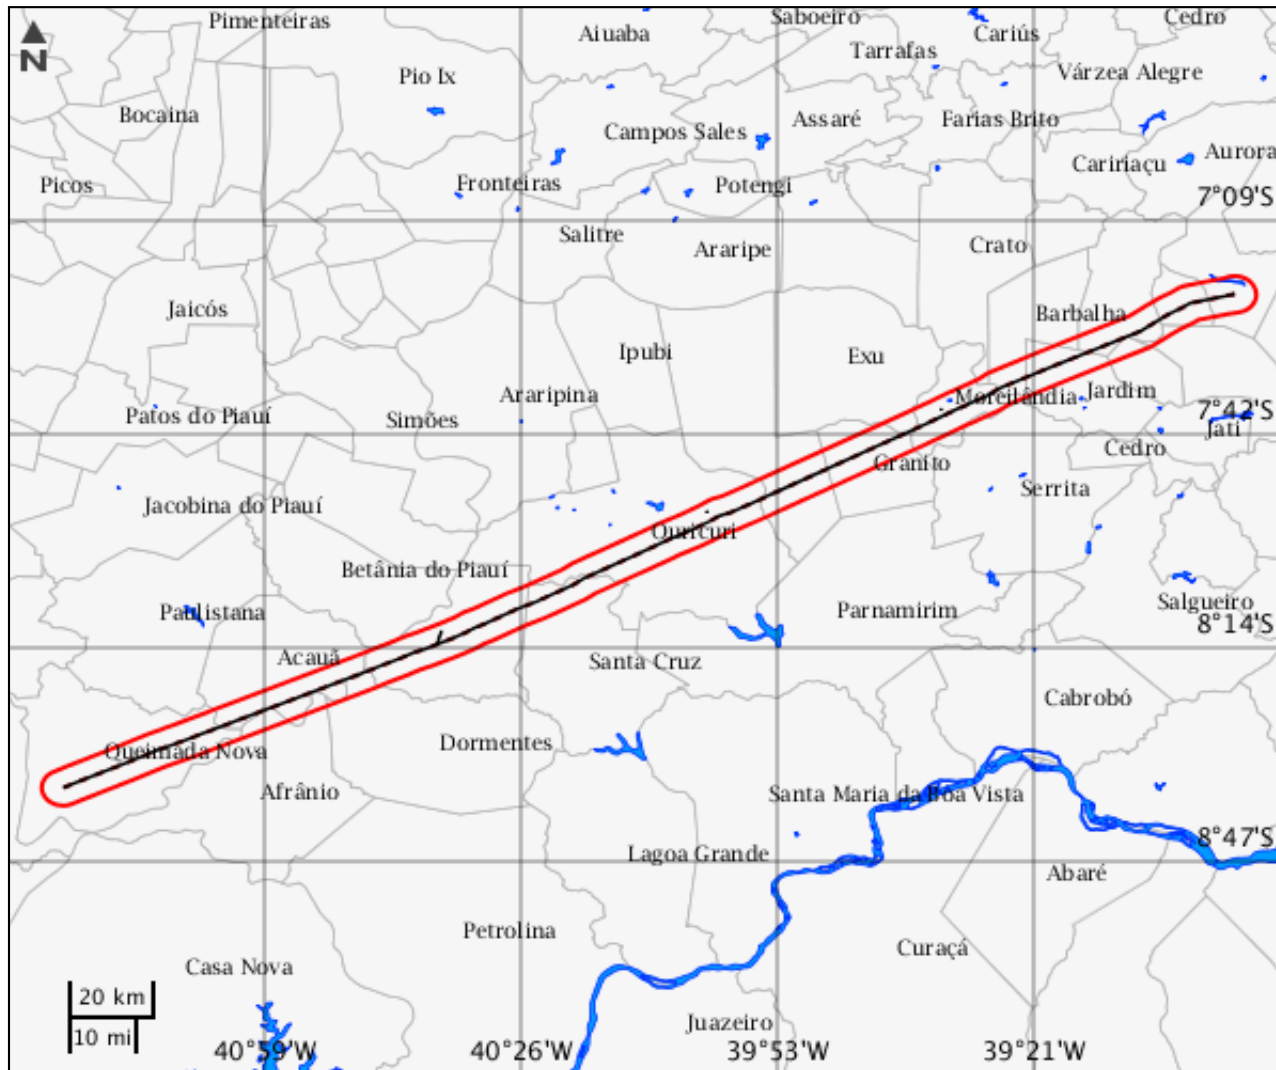 Pimenteiras
Saboeiro
Cedro
Aiuaba
Cariús
Tarrafas
N
Pio Ix
Várzea Alegre
Bocaina
Campos Sales
Assaré
Farias Brito
Aurora
Caririaçu
Picos
Fronteiras
Potengi
7°09'S
Salitre
Araripe
Crato
Jaicós
Barbalha
Ipubi
Exu
Araripina
Moreilândia
Jardim
Patos do Piauí
Simões
7°42'S
Jati
Cedro
Granito
Jacobina do Piauí
Serrita
Ouricuri
Betânia do Piauí
Paulistana
Parnamirim
Salgueiro
8°14'S
Acauã
Santa Cruz
Cabrobó
Queimada Nova
Dormentes
Afrânio
Santa Maria da Boa Vista
8°47'S
Lagoa Grande
Abaré
Petrolina
Curaçá
Casa Nova
20 km
10 mi
Juazeiro
40°59'W
40°26'W
39°53'W
39°21'W